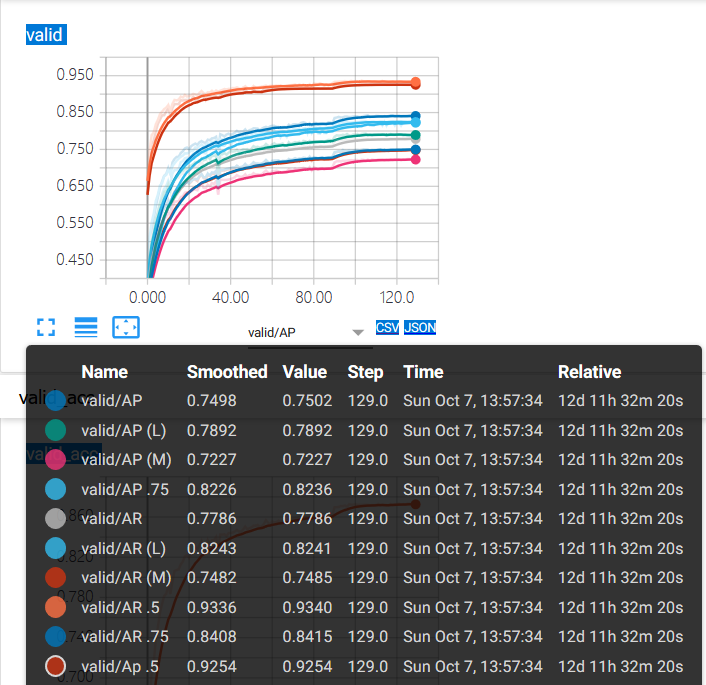 valid
0.950
0.850
0.750
0.650
0.550
0.450
0.000 40.00 80.00 120.0
valid/AP CSV JSON
Name Smoothed Value Step Time Relative
valid/AP 0.7498 0.7502 129.0 Sun Oct 7, 13:57:34 12d 11h 32m 20s
valid/AP (L) 0.7892 0.7892 129.0 Sun Oct 7, 13:57:34 12d 11h 32m 20s
valid/AP (M) 0.7227 0.7227 129.0 Sun Oct 7, 13:57:34 12d 11h 32m 20s
valid/AP .75 0.8226 0.8236 129.0 Sun Oct 7, 13:57:34 12d 11h 32m 20s
valid/AR 0.7786 0.7786 129.0 Sun Oct 7, 13:57:34 12d 11h 32m 20s
valid/AR (L) 0.8243 0.8241 129.0 Sun Oct 7, 13:57:34 12d 11h 32m 20s
valid/AR (M) 0.7482 0.7485 129.0 Sun Oct 7, 13:57:34 12d 11h 32m 20s
valid/AR .5 0.9336 0.9340 129.0 Sun Oct 7, 13:57:34 12d 11h 32m 20s
valid/AR .75 0.8408 0.8415 129.0 Sun Oct 7, 13:57:34 12d 11h 32m 20s
valid/Ap .5 0.9254 0.9254 129.0 Sun Oct 7, 13:57:34 12d 11h 32m 20s
valid_acc
valid_acc
0.820
0.780
0.700